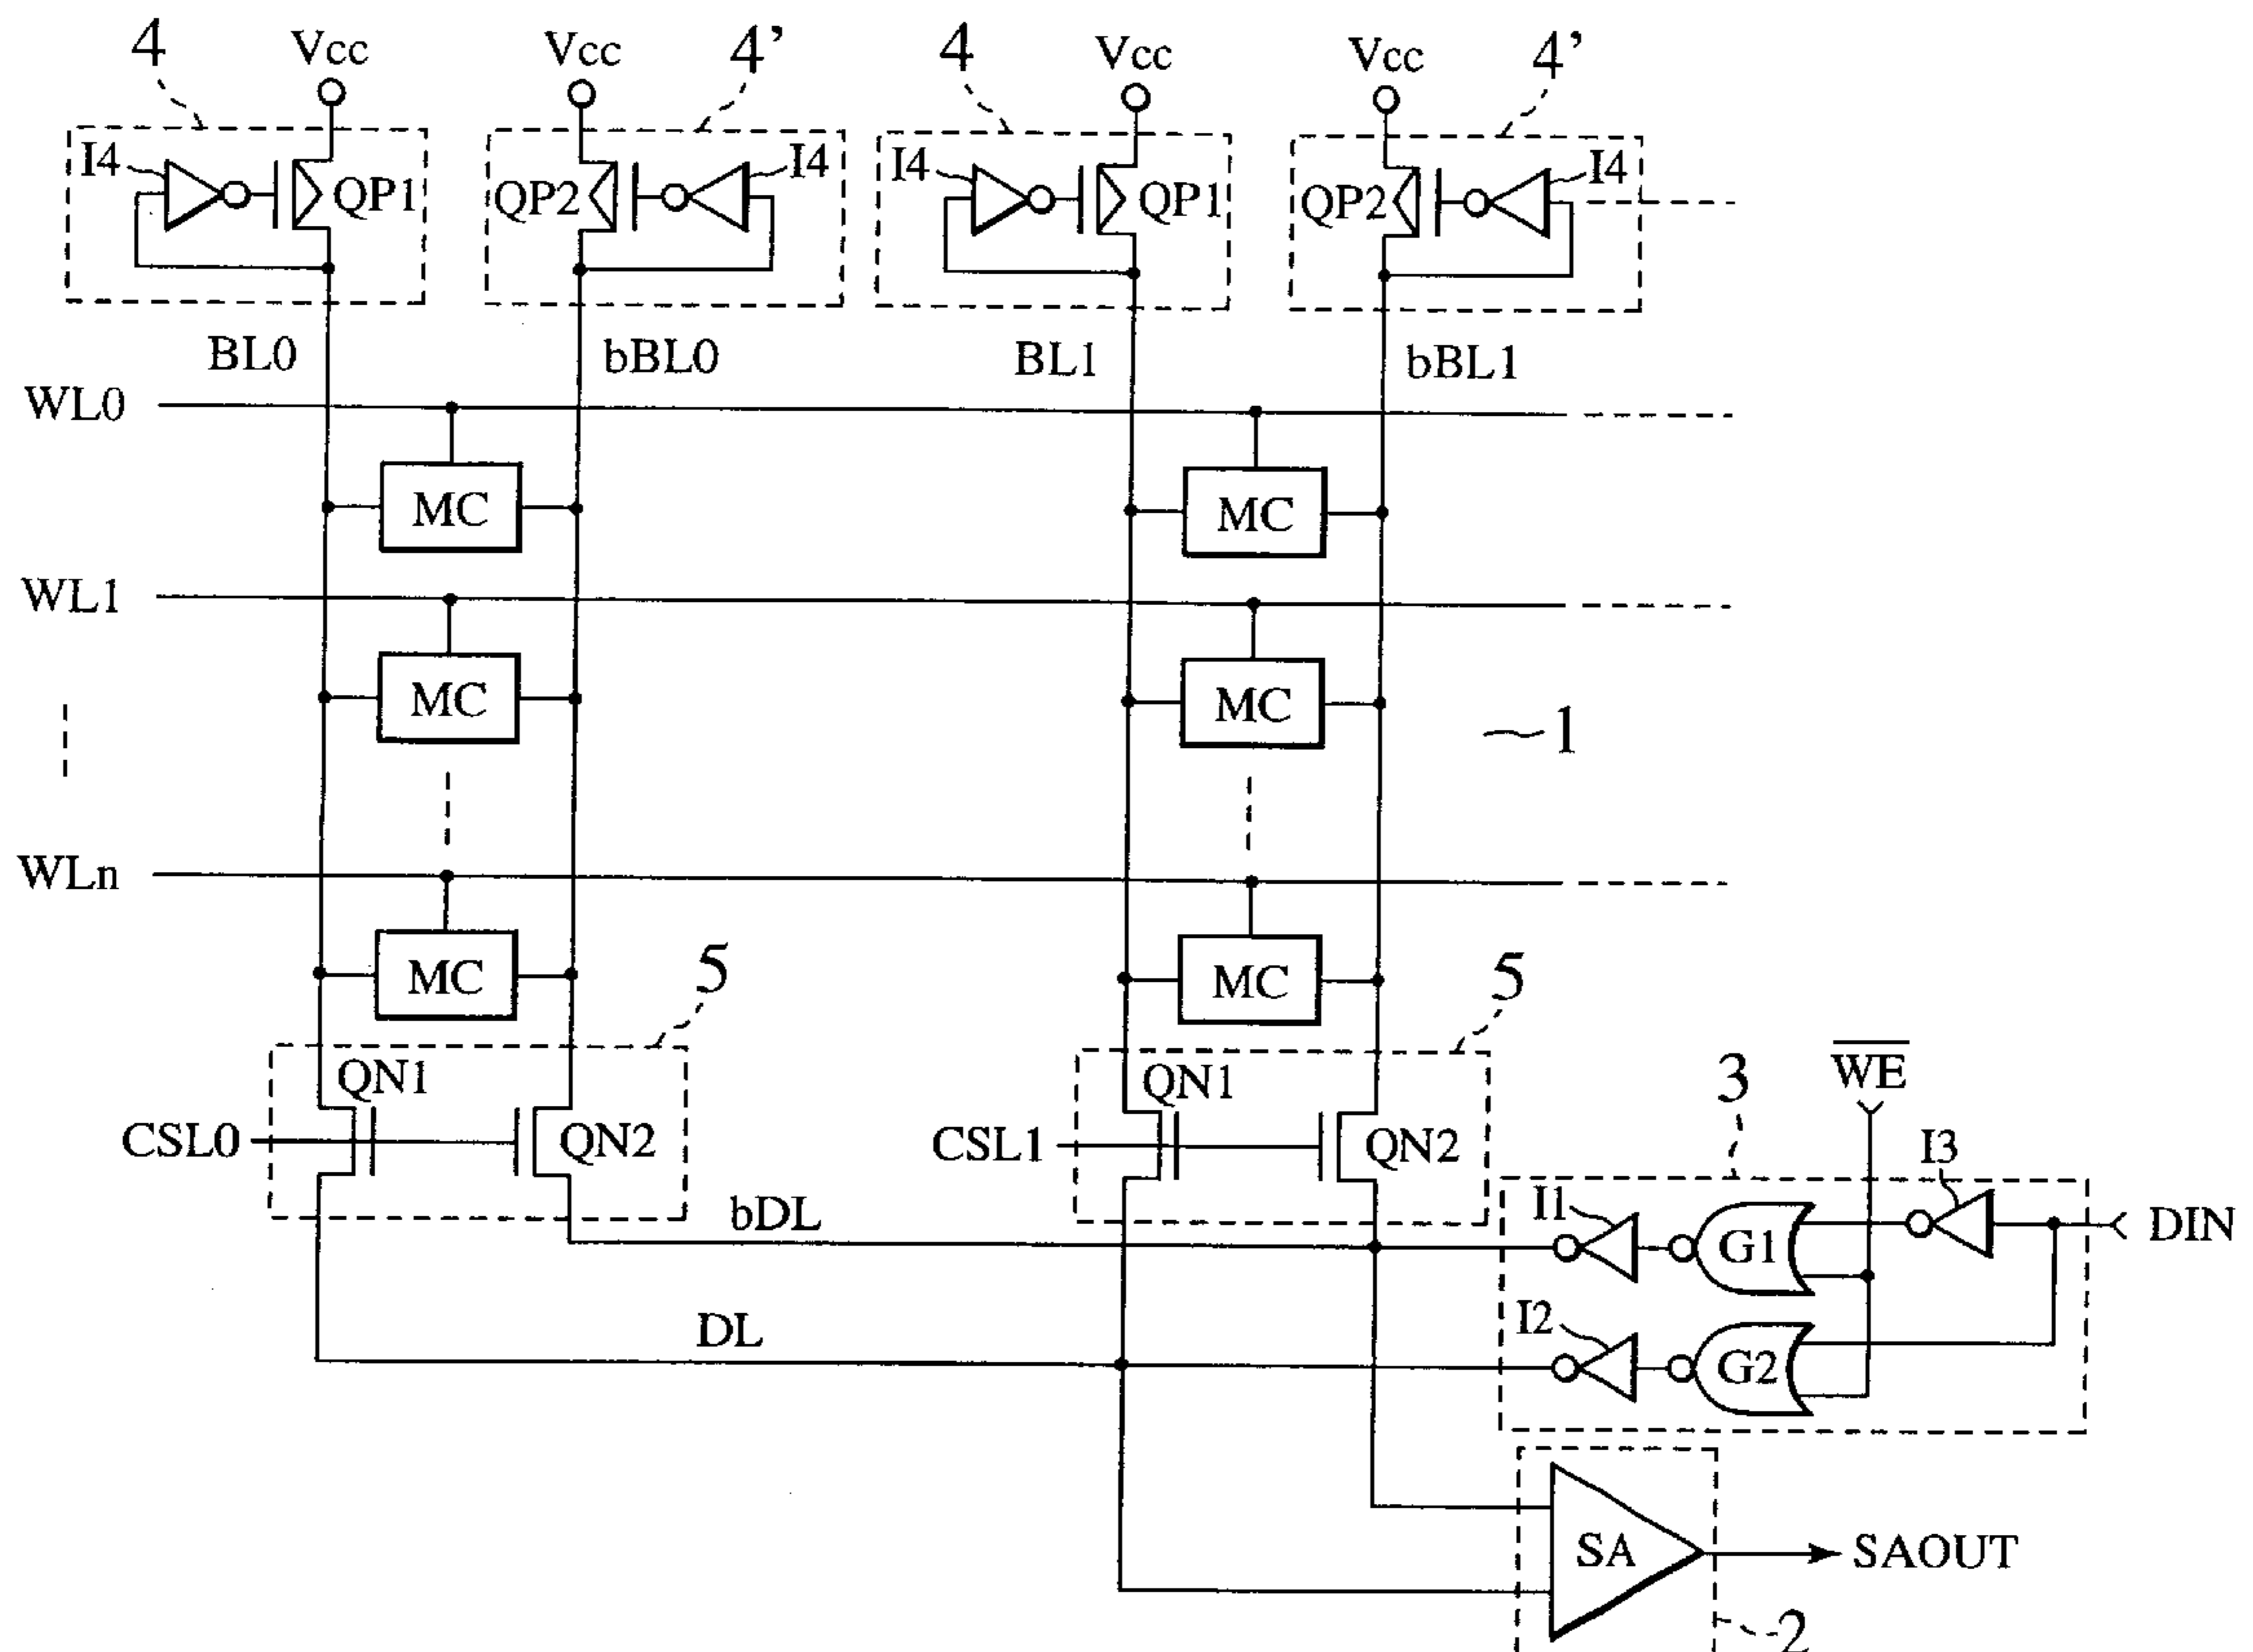 4 Vcc Vcc 4' 4 Vcc Vcc 4'
I4 QP1 QP2 I4 I4 QP1 QP2 I4
BL0 bBL0 BL1 bBL1
WL0
MC MC
WL1
MC MC
1
WLn
MC MC
5 5
QN1 QN1
CSL0 QN2 CSL1 QN2
3 WE
I3
bDL I1 G1 DIN
DL I2 G2
SA SAOUT
2